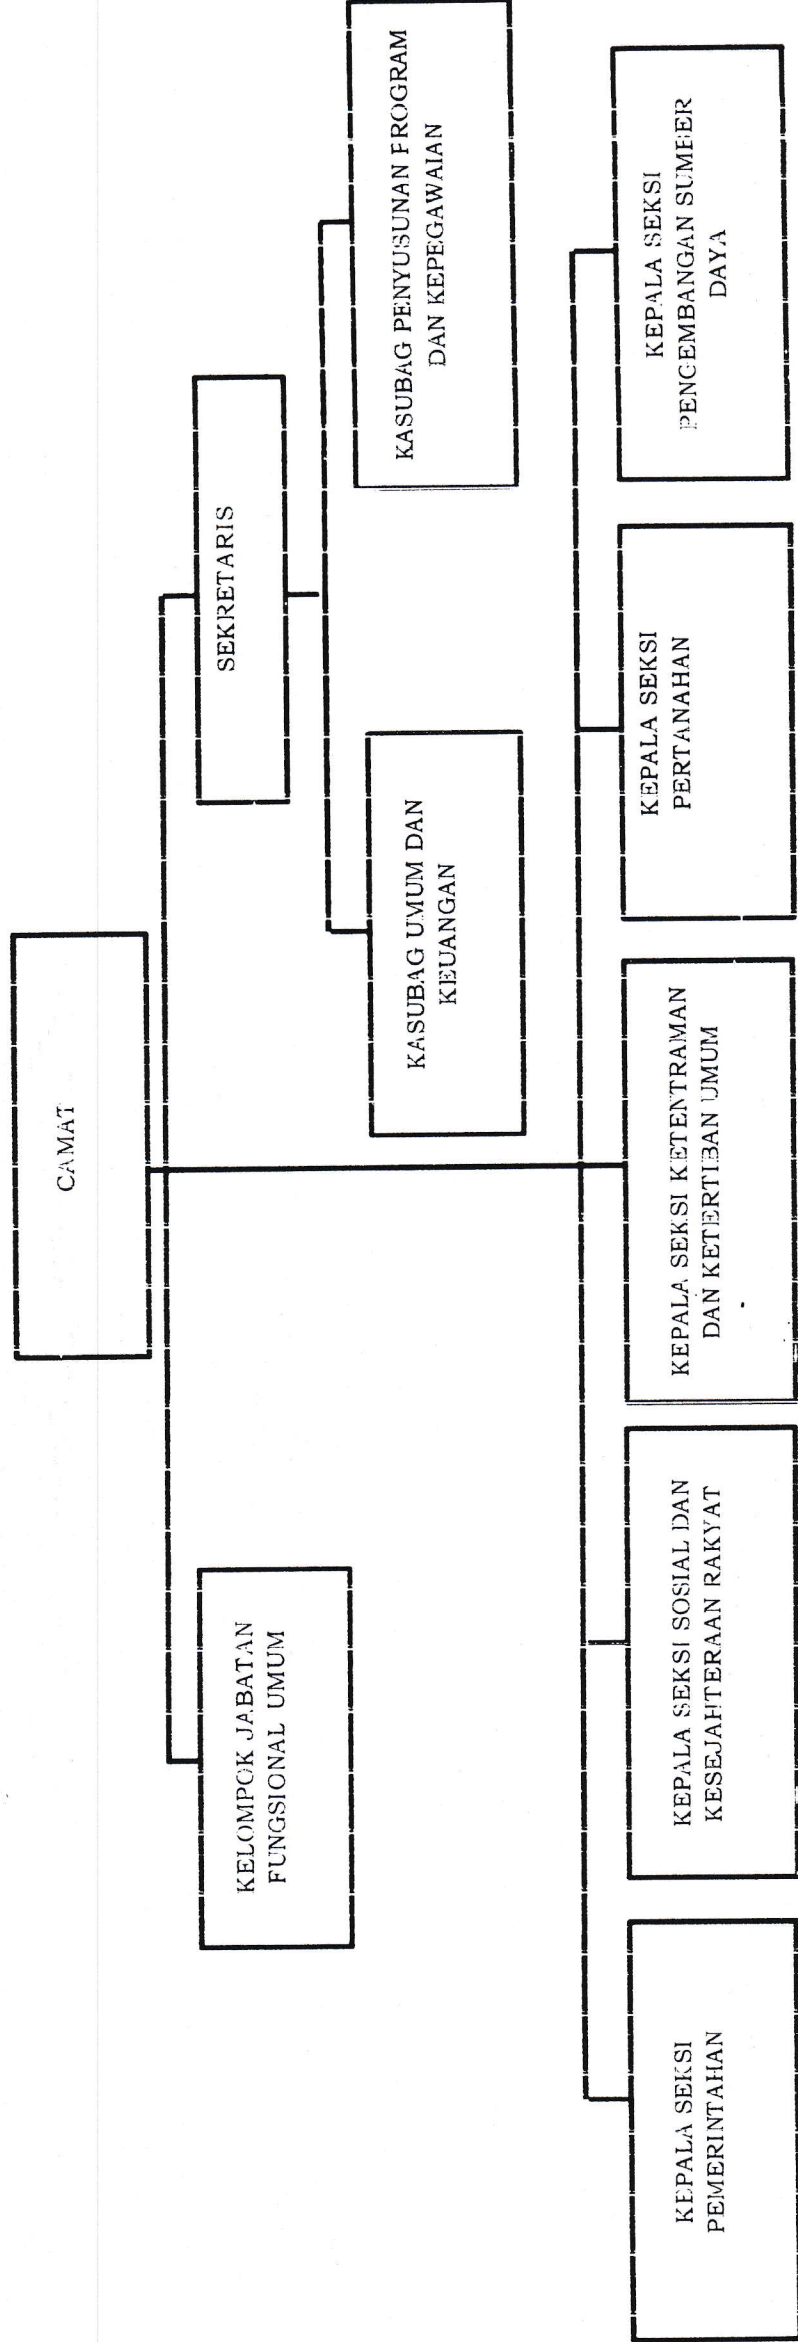 CAMAT
KELOMPOK JABATAN
FUNGSIONAL UMUM
SEKRETARIS
KASUBAG UMUM DAN
KEUANGAN
KASUBAG PENYUSUNAN PROGRAM
DAN KEPEGAWAIAN
KEPALA SEKSI
PEMERINTAHAN
KEPALA SEKSI SOSIAL DAN
KESEJAHTERAAN RAKYAT
KEPALA SEKSI KETENTRAMAN
DAN KETERTIBAN UMUM
KEPALA SEKSI
PERTANAHAN
KEPALA SEKSI
PENGEMBANGAN SUMBER
DAYA